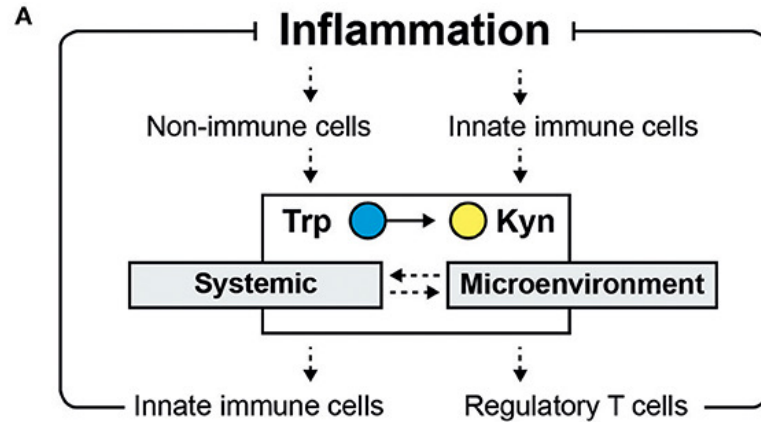 A
Inflammation
Non-immune cells Innate immune cells
Trp Kyn
Systemic Microenvironment
Innate immune cells Regulatory T cells